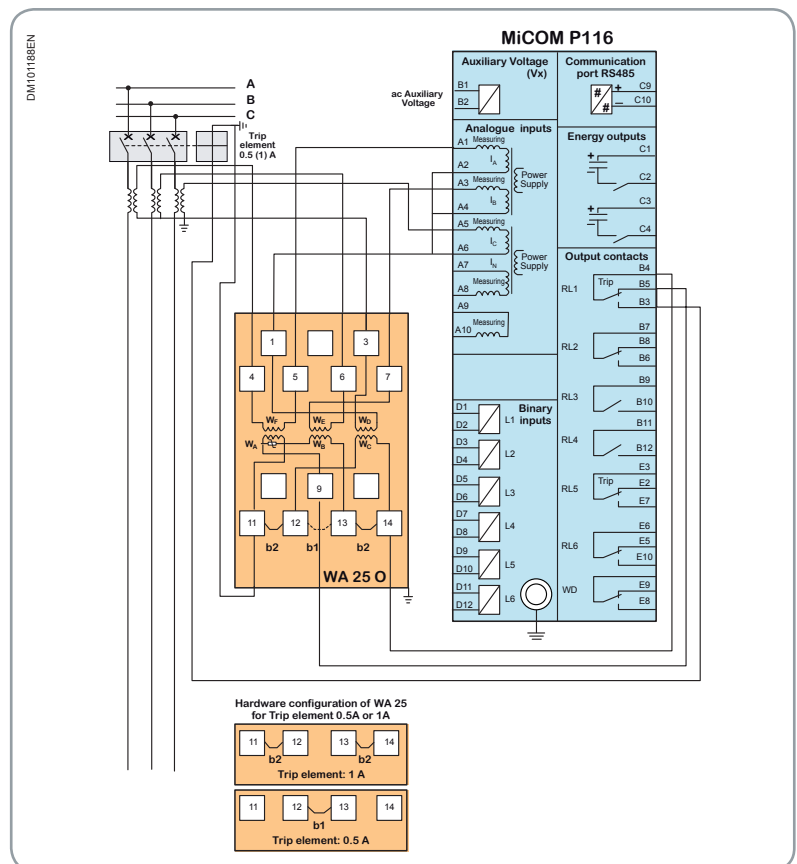 DM101188EN
MiCOM P116
Auxiliary Voltage
(Vx)
Communication
port RS485
ac Auxiliary
Voltage
B1
B2
#
#
+
–
C9
C10
A
B
C
Trip
element
0.5 (1) A
Analogue inputs
A1 Measuring
IA
A2
A3 Measuring
IB
A4
Power
Supply
A5 Measuring
IC
A6
A7 IN
A8 Measuring
Power
Supply
A9
A10 Measuring
Energy outputs
C1
+
–
C2
C3
+
–
C4
Output contacts
B4
RL1 Trip B5
B3
B7
RL2 B8
B6
B9
RL3 B10
B11
RL4 B12
E3
RL5 Trip E2
E7
E6
RL6 E5
E10
WD E9
E8
Binary
inputs
D1
D2 L1
D3
D4 L2
D5
D6 L3
D7
D8 L4
D9
D10 L5
D11
D12 L6
1 3
4 5 6 7
WF WE WD
WA WB WC
9
11 12 13 14
b2 b1 b2
WA 25 O
Hardware configuration of WA 25
for Trip element 0.5A or 1A
11 12 13 14
b2 b2
Trip element: 1 A
11 12 13 14
b1
Trip element: 0.5 A